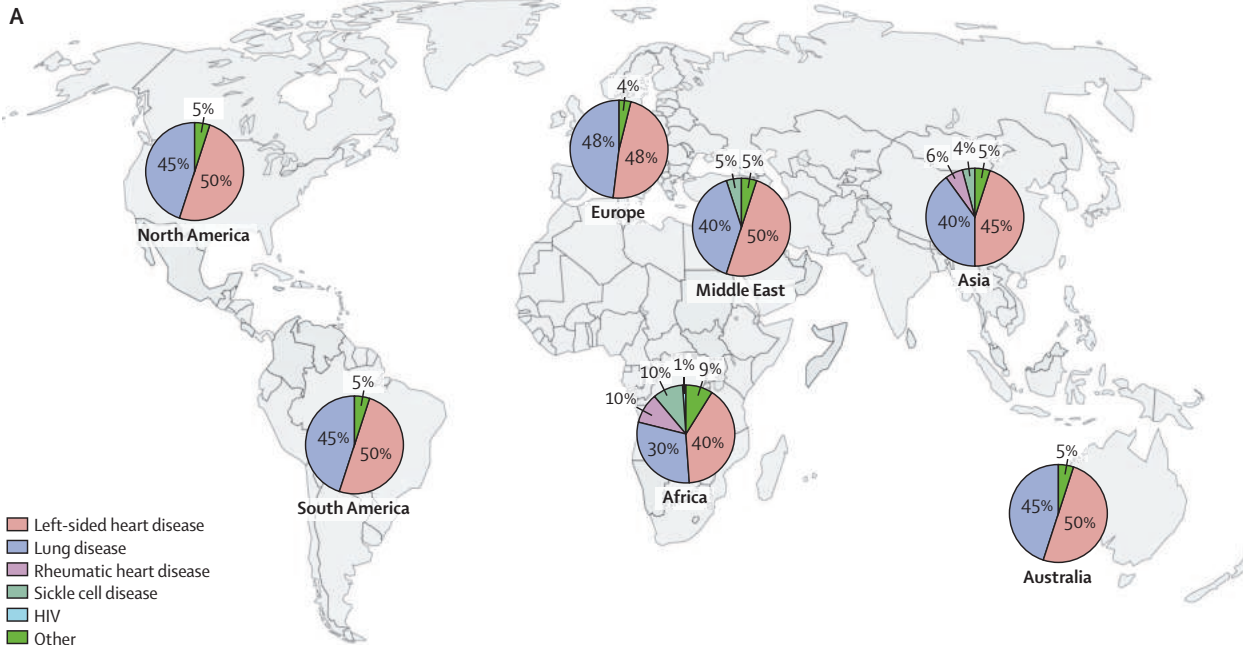 A
5%
45%
50%
North America
4%
48%
48%
Europe
5%
5%
40%
50%
Middle East
6%
4%
5%
40%
45%
Asia
5%
45%
50%
South America
10%
10%
1%
9%
30%
40%
Africa
5%
45%
50%
Australia
Left-sided heart disease
Lung disease
Rheumatic heart disease
Sickle cell disease
HIV
Other